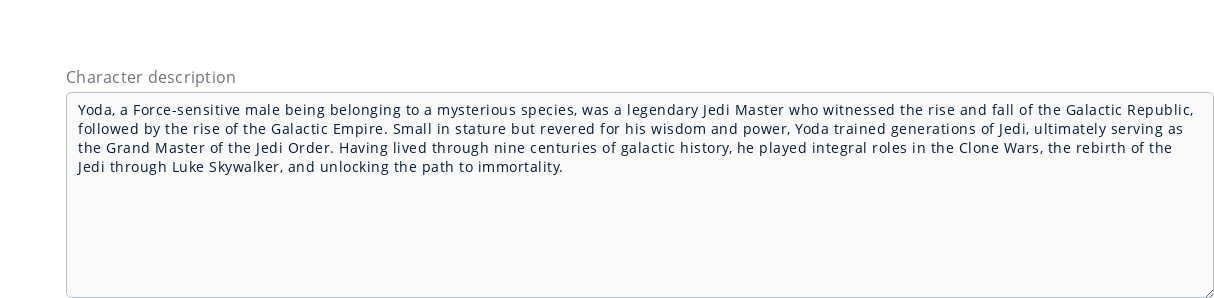 Character description
Yoda, a Force-sensitive male being belonging to a mysterious species, was a legendary Jedi Master who witnessed the rise and fall of the Galactic Republic,
followed by the rise of the Galactic Empire. Small in stature but revered for his wisdom and power, Yoda trained generations of Jedi, ultimately serving as
the Grand Master of the Jedi Order. Having lived through nine centuries of galactic history, he played integral roles in the Clone Wars, the rebirth of the
Jedi through Luke Skywalker, and unlocking the path to immortality.